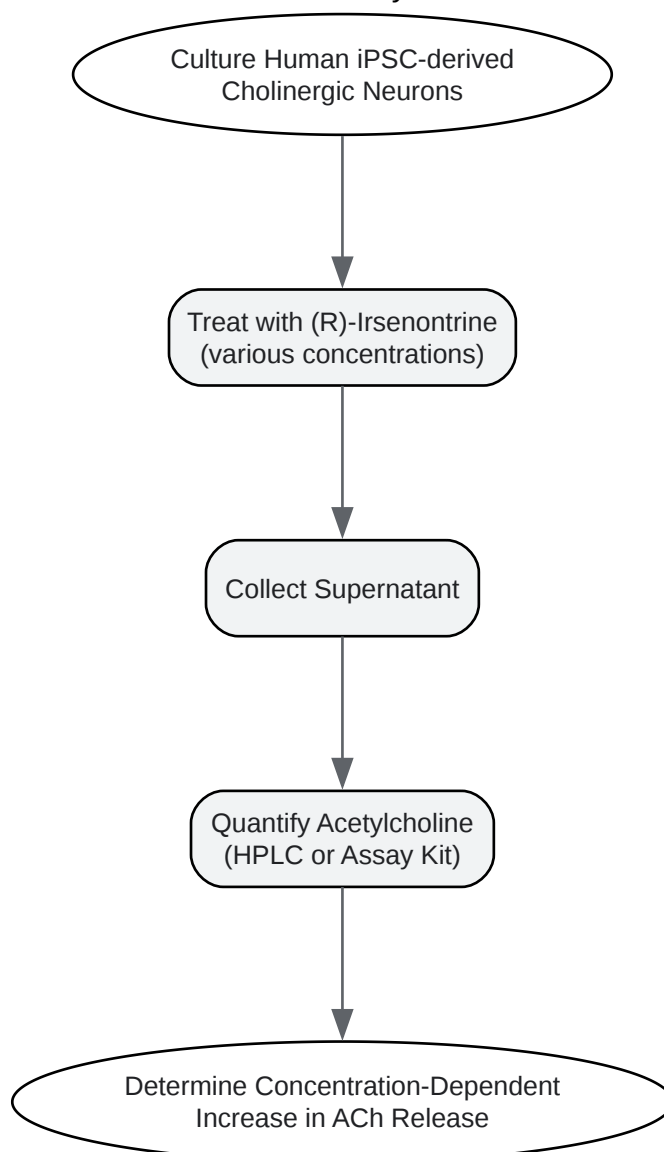 Culture Human iPSC-derived
Cholinergic Neurons
Treat with (R)-Irsenontrine
(various concentrations)
Collect Supernatant
Quantify Acetylcholine
(HPLC or Assay Kit)
Determine Concentration-Dependent
Increase in ACh Release